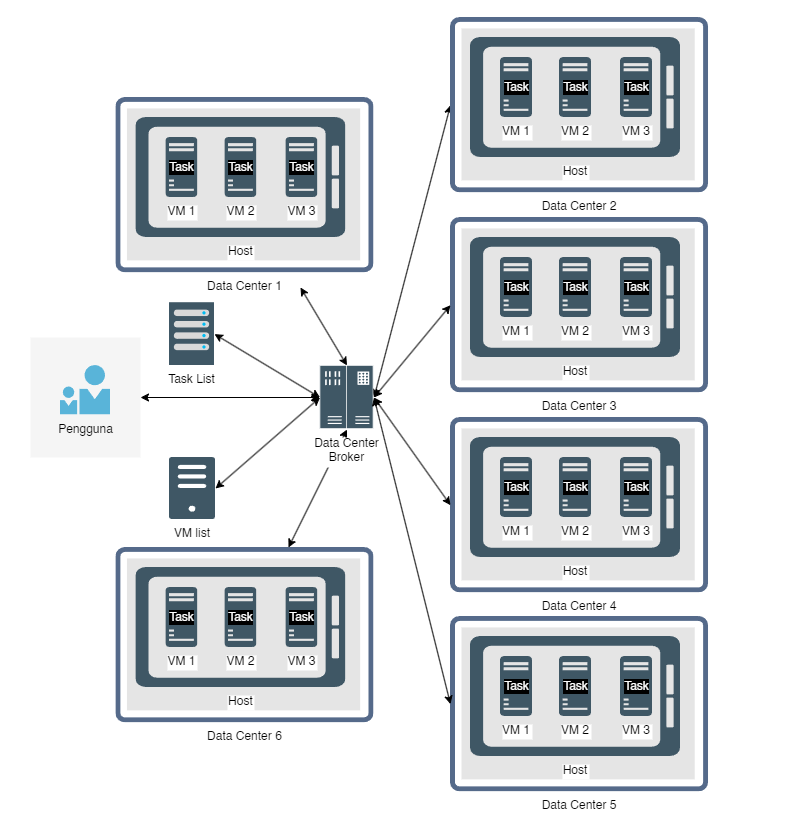 Task Task Task
VM 1 VM 2 VM 3
Host
Data Center 2
Task Task Task
VM 1 VM 2 VM 3
Host
Data Center 1
Task Task Task
VM 1 VM 2 VM 3
Host
Data Center 3
Task List
Pengguna
Data Center
Broker
VM list
Task Task Task
VM 1 VM 2 VM 3
Host
Data Center 4
Task Task Task
VM 1 VM 2 VM 3
Host
Data Center 6
Task Task Task
VM 1 VM 2 VM 3
Host
Data Center 5